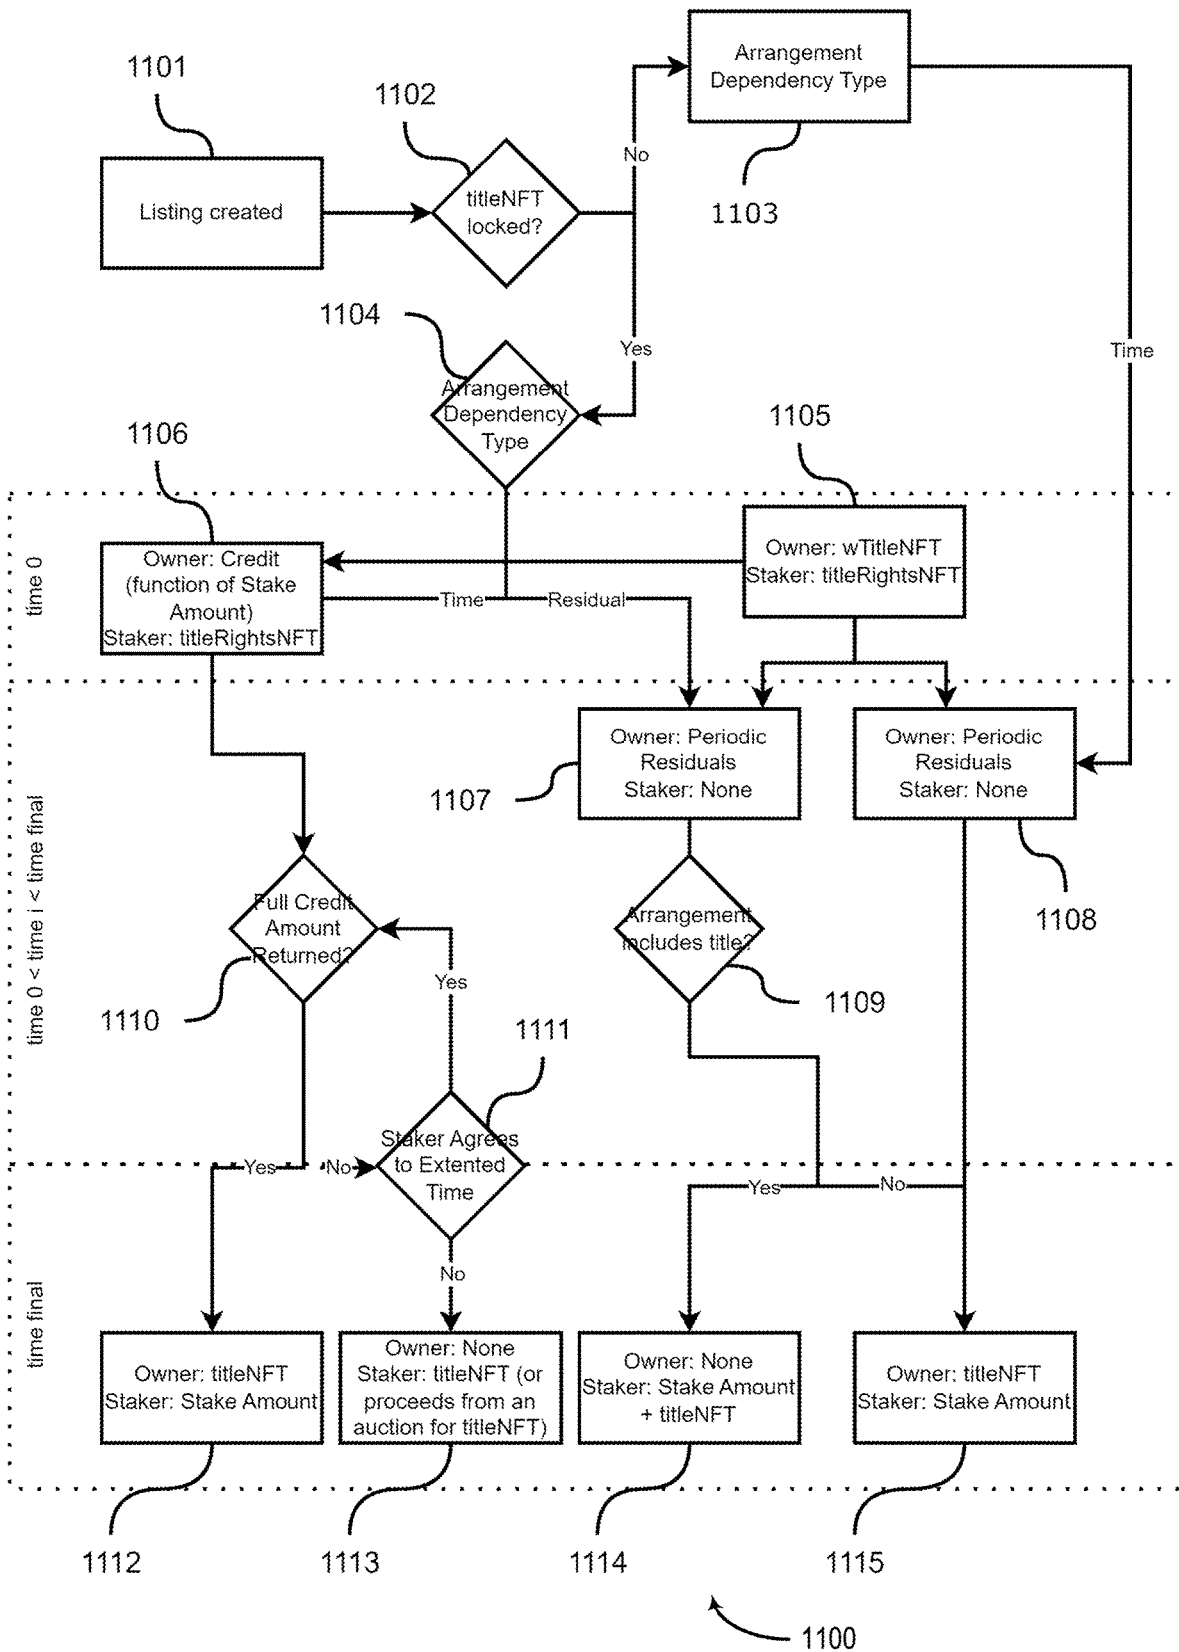 Arrangement
Dependency Type
1101
1102
No
1103
Listing created
titleNFT
locked?
1104
Yes
Time
Arrangement
Dependency
Type
1105
1106
time 0
Owner: Credit
(function of Stake
Amount)
Staker: titleRightsNFT
Owner: wTitleNFT
Staker: titleRightsNFT
Time
Residual
time 0 < time i < time final
Owner: Periodic
Residuals
Staker: None
Owner: Periodic
Residuals
Staker: None
1107
1108
Full Credit
Amount
Returned?
Arrangement
includes title?
Yes
1109
1110
1111
Staker Agrees
to Extented
Time
Yes
No
Yes
No
No
time final
Owner: titleNFT
Staker: Stake Amount
Owner: None
Staker: titleNFT (or
proceeds from an
auction for titleNFT)
Owner: None
Staker: Stake Amount
+ titleNFT
Owner: titleNFT
Staker: Stake Amount
1112
1113
1114
1115
1100